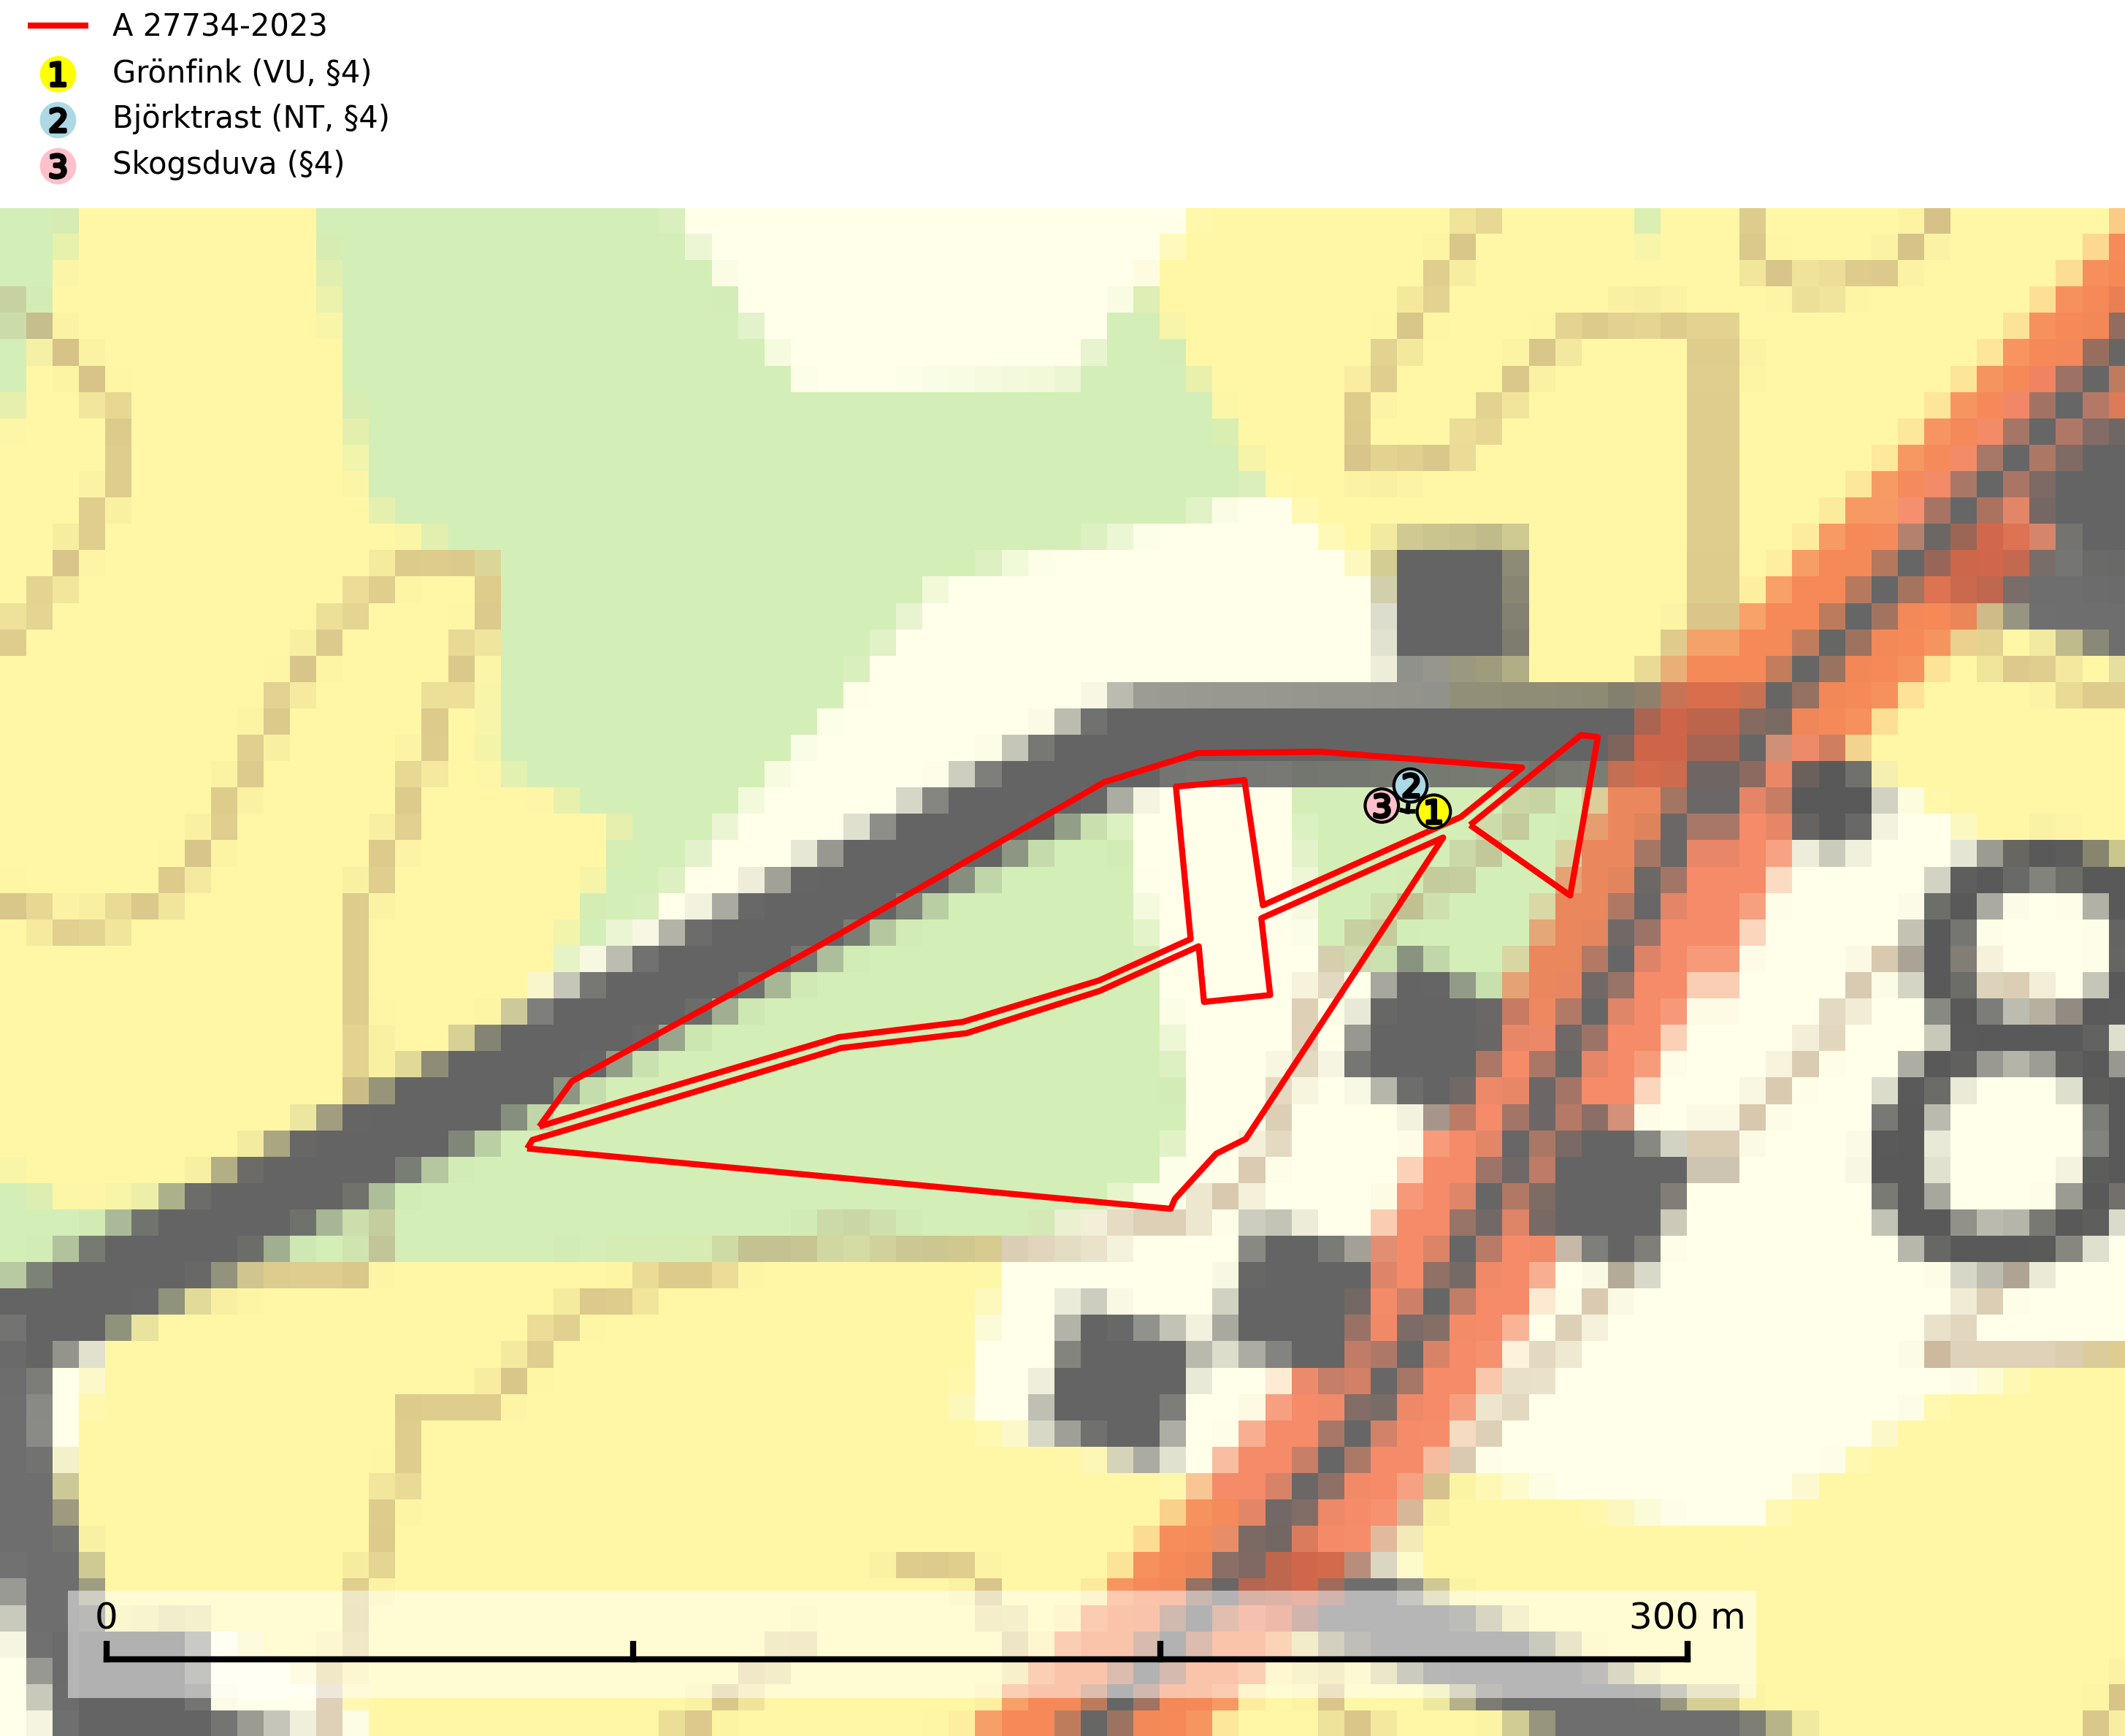 A 27734-2023
1 Grönfink (VU, §4)
2 Björktrast (NT, §4)
3 Skogsduva (§4)
2
3 1
0 300 m